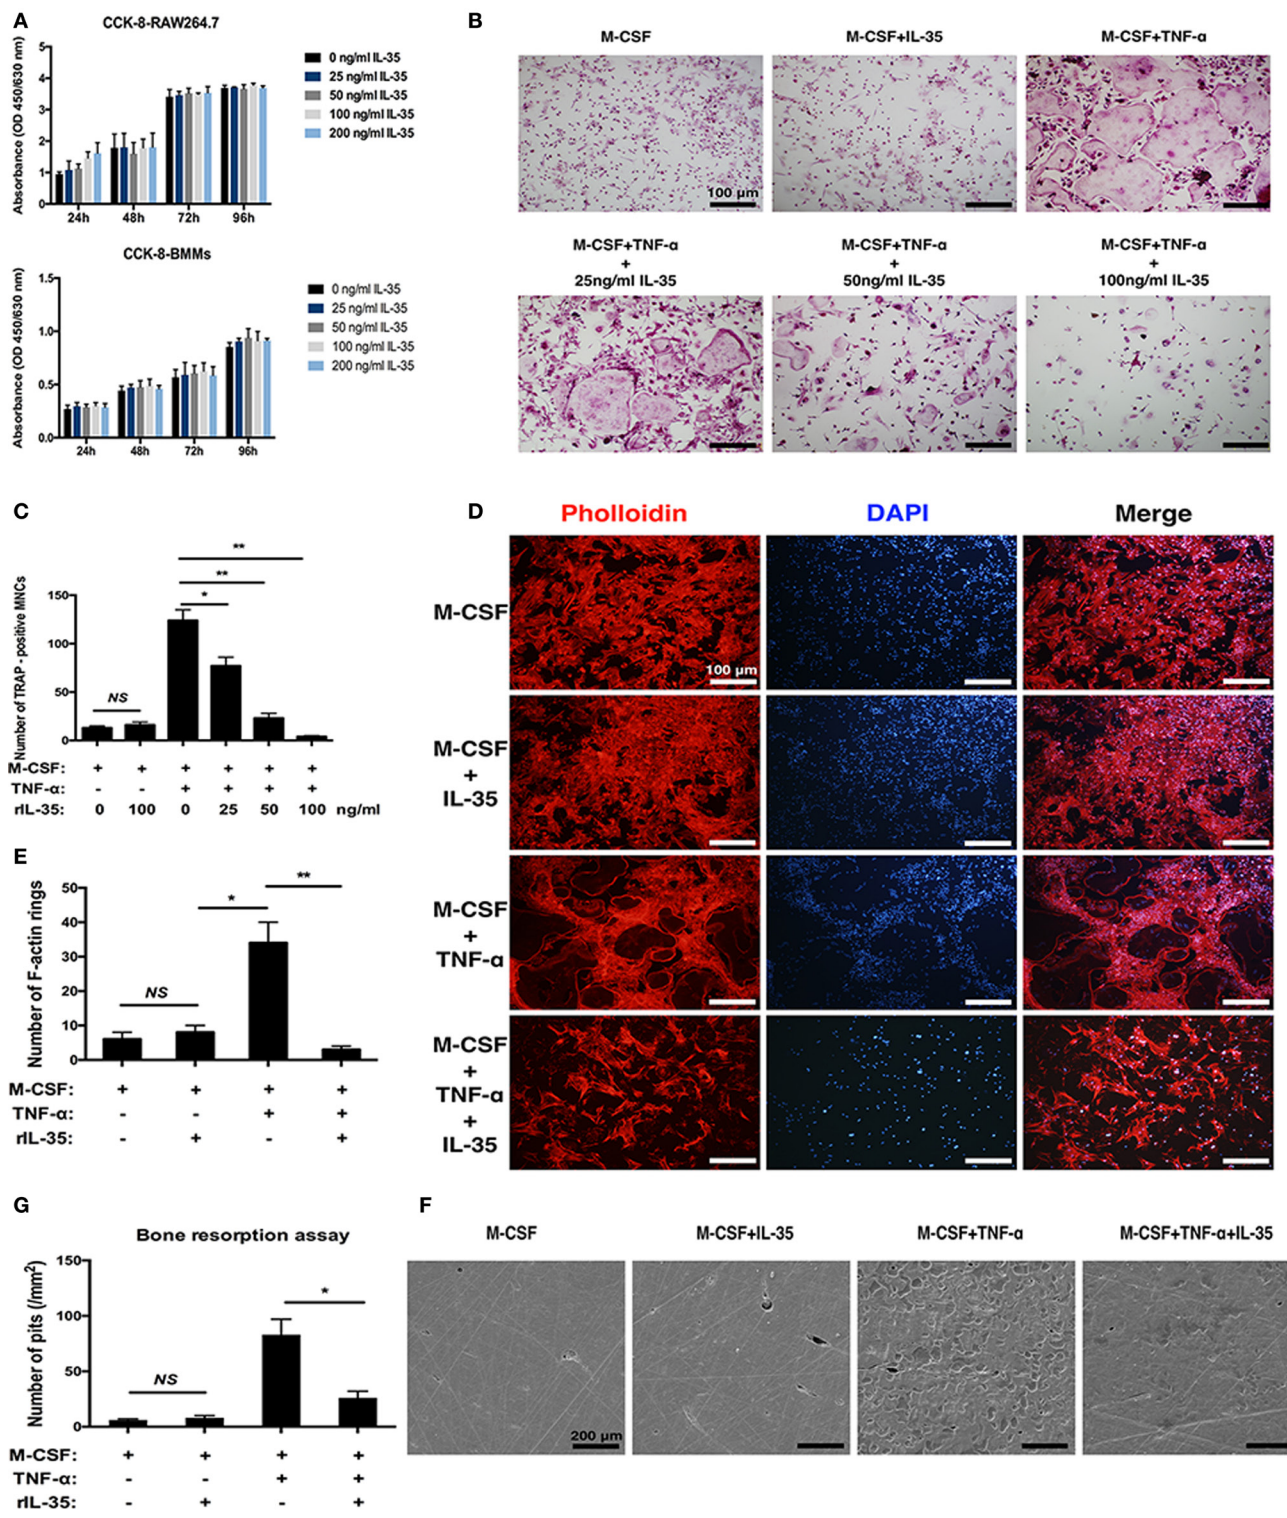 A
CCK-8-RAW264.7
Absorbance (OD 450/630 nm)
5
4
3
2
1
0
24h 48h 72h 96h
0 ng/ml IL-35
25 ng/ml IL-35
50 ng/ml IL-35
100 ng/ml IL-35
200 ng/ml IL-35
CCK-8-BMMs
Absorbance (OD 450/630 nm)
1.5
1.0
0.5
0.0
24h 48h 72h 96h
0 ng/ml IL-35
25 ng/ml IL-35
50 ng/ml IL-35
100 ng/ml IL-35
200 ng/ml IL-35
B
M-CSF M-CSF+IL-35 M-CSF+TNF-α
100 μm
M-CSF+TNF-α M-CSF+TNF-α M-CSF+TNF-α
+ + +
25ng/ml IL-35 50ng/ml IL-35 100ng/ml IL-35
C
Number of TRAP - positive MNCs
150
100
50
0
NS
*
**
**
M-CSF: + + + + + +
TNF-α: - - + + + +
rIL-35: 0 100 0 25 50 100 ng/ml
D
Pholloidin DAPI Merge
M-CSF
100 μm
M-CSF
+
IL-35
M-CSF
+
TNF-α
M-CSF
+
TNF-α
+
IL-35
E
Number of F-actin rings
50
40
30
20
10
0
NS
*
**
M-CSF: + + + +
TNF-α: - - + +
rIL-35: - + - +
G
Bone resorption assay
Number of pits (/mm²)
150
100
50
0
NS
*
M-CSF: + + + +
TNF-α: - - + +
rIL-35: - + - +
F
M-CSF M-CSF+IL-35 M-CSF+TNF-α M-CSF+TNF-α+IL-35
200 μm